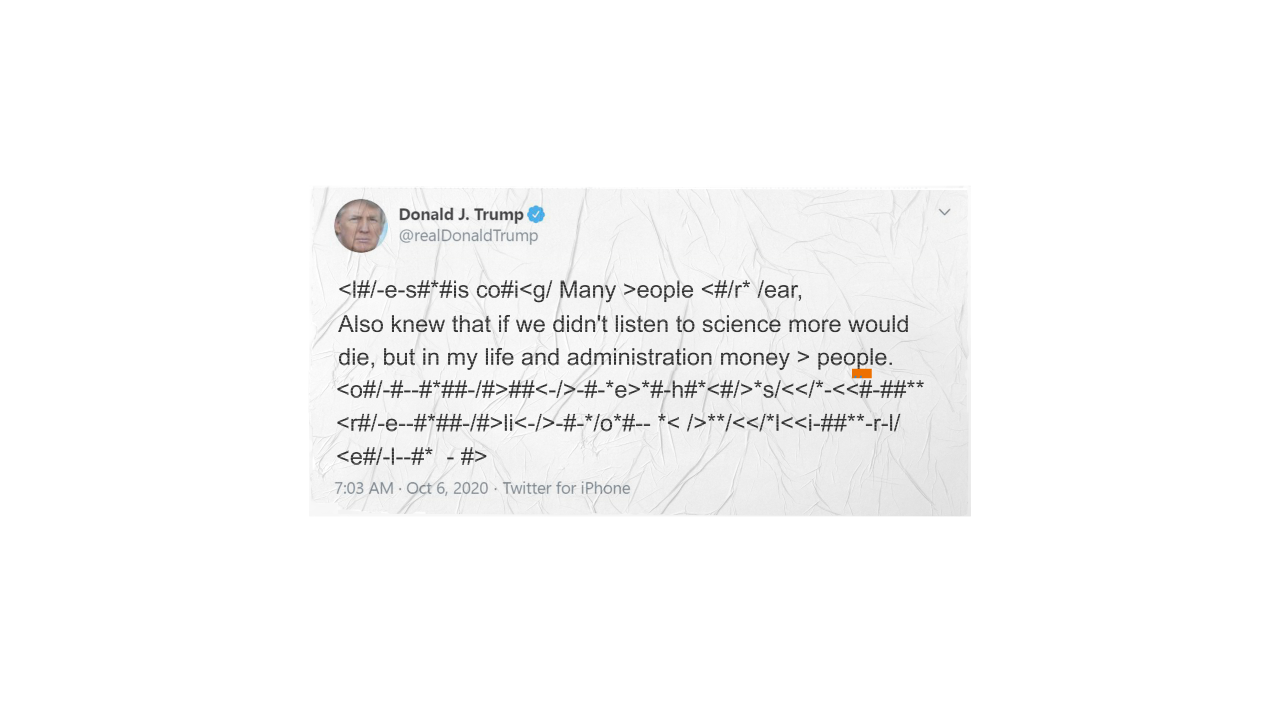 Donald J. Trump
@realDonaldTrump
<l#/-e-s#*#is co#i<g/ Many >eople <#/r* /ear,
Also knew that if we didn't listen to science more would
die, but in my life and administration money > people.
<o#/-#--#*##-/#>##<-/>-#-*e>*#-h#*<#/>*s/<</*-<<#-##**
<r#/-e--#*##-/#>li<-/>-#-*/o*#-- *< />**/<</*l<<i-##**-r-l/
<e#/-l--#*  - #>
7:03 AM · Oct 6, 2020 · Twitter for iPhone